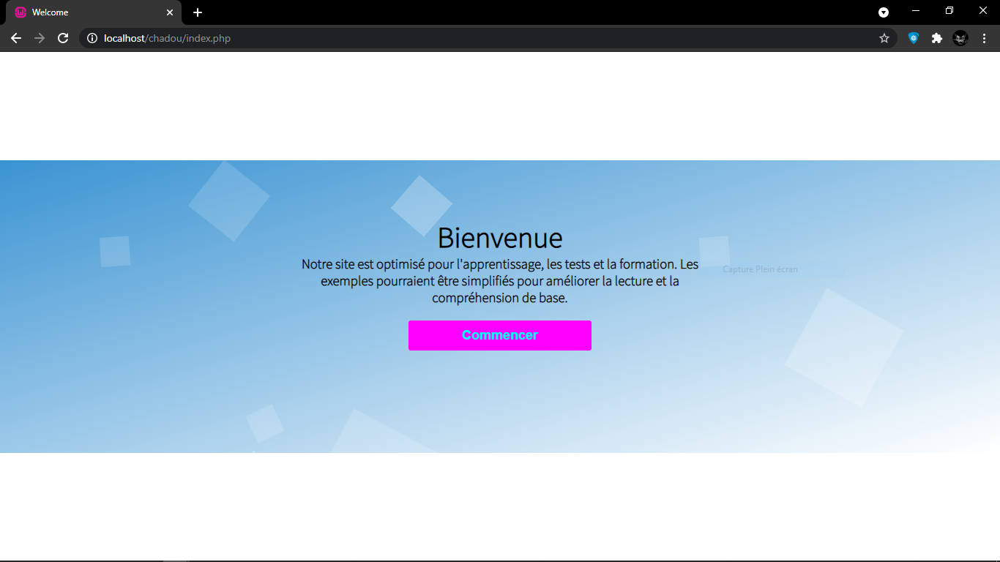 Welcome
localhost/chadou/index.php
Bienvenue
Notre site est optimisé pour l'apprentissage, les tests et la formation. Les
exemples pourraient être simplifiés pour améliorer la lecture et la
compréhension de base.
Capture Plein écran
Commencer